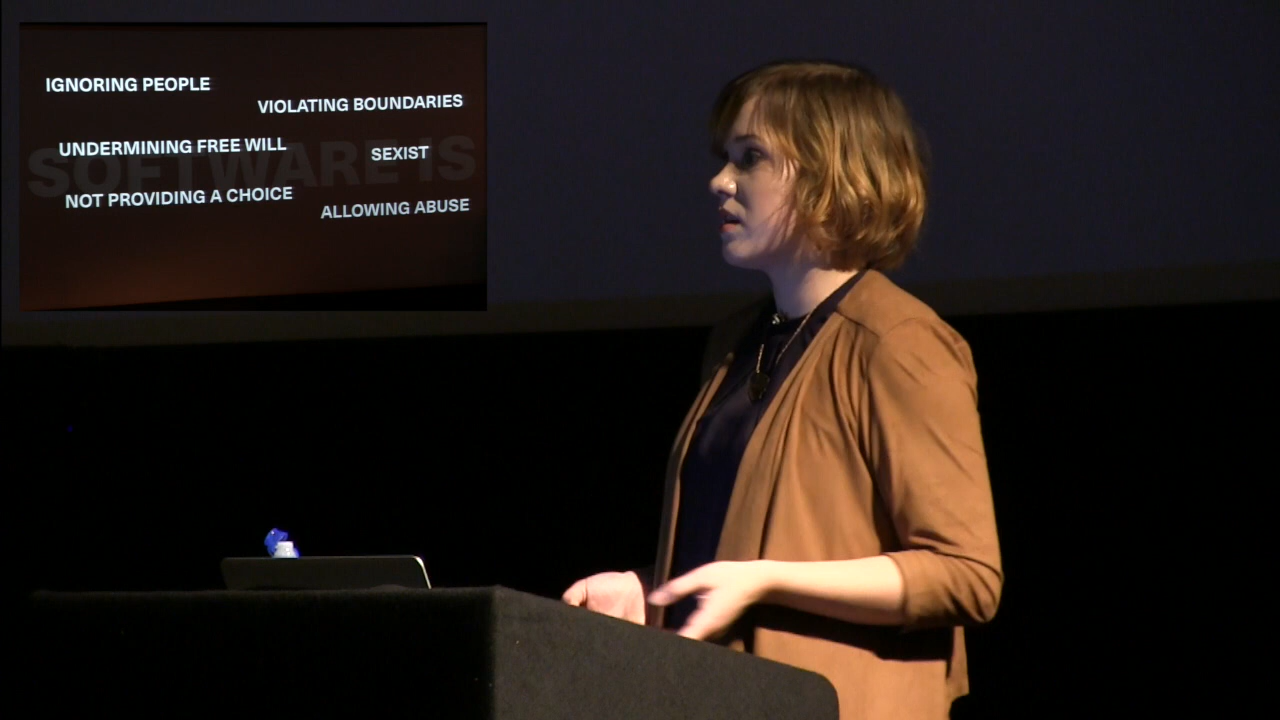 IGNORING PEOPLE
VIOLATING BOUNDARIES
UNDERMINING FREE WILL
SEXIST
SOFTWARE IS
NOT PROVIDING A CHOICE
ALLOWING ABUSE